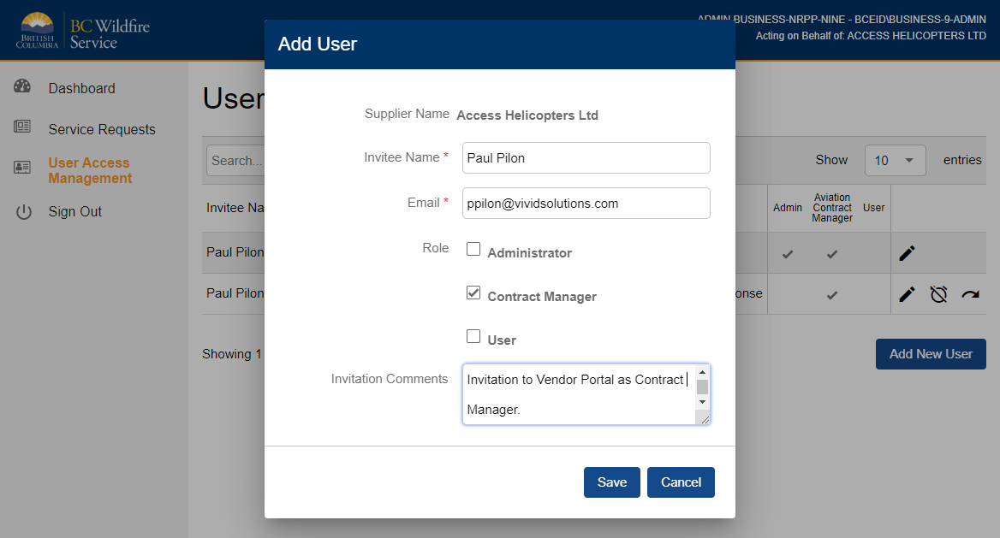 BRITISH
COLUMBIA
BC Wildfire
Service
ADMIN BUSINESS-NRPP-NINE - BCEID\BUSINESS-9-ADMIN
Acting on Behalf of: ACCESS HELICOPTERS LTD
Dashboard
Service Requests
User Access
Management
Sign Out
User
Search...
Show 10 entries
Invitee Na
Admin
Aviation
Contract
Manager
User
Paul Pilon
Paul Pilon
onse
Showing 1
Add New User
Add User
Supplier Name Access Helicopters Ltd
Invitee Name * Paul Pilon
Email * ppilon@vividsolutions.com
Role Administrator
Contract Manager
User
Invitation Comments Invitation to Vendor Portal as Contract
Manager.
Save Cancel